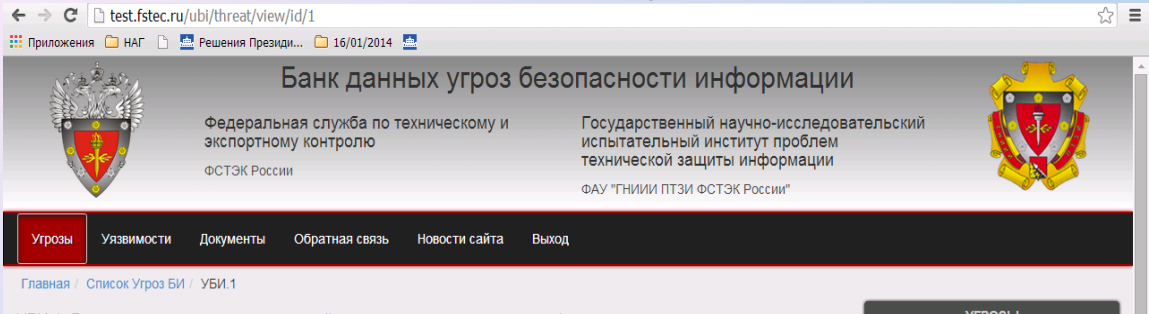 test.fstec.ru/ubi/threat/view/id/1
Приложения НАГ Решения Президи... 16/01/2014
Банк данных угроз безопасности информации
Федеральная служба по техническому и
экспортному контролю
ФСТЭК России
Государственный научно-исследовательский
испытательный институт проблем
технической защиты информации
ФАУ "ГНИИИ ПТЗИ ФСТЭК России"
Угрозы Уязвимости Документы Обратная связь Новости сайта Выход
Главная / Список Угроз БИ / УБИ.1